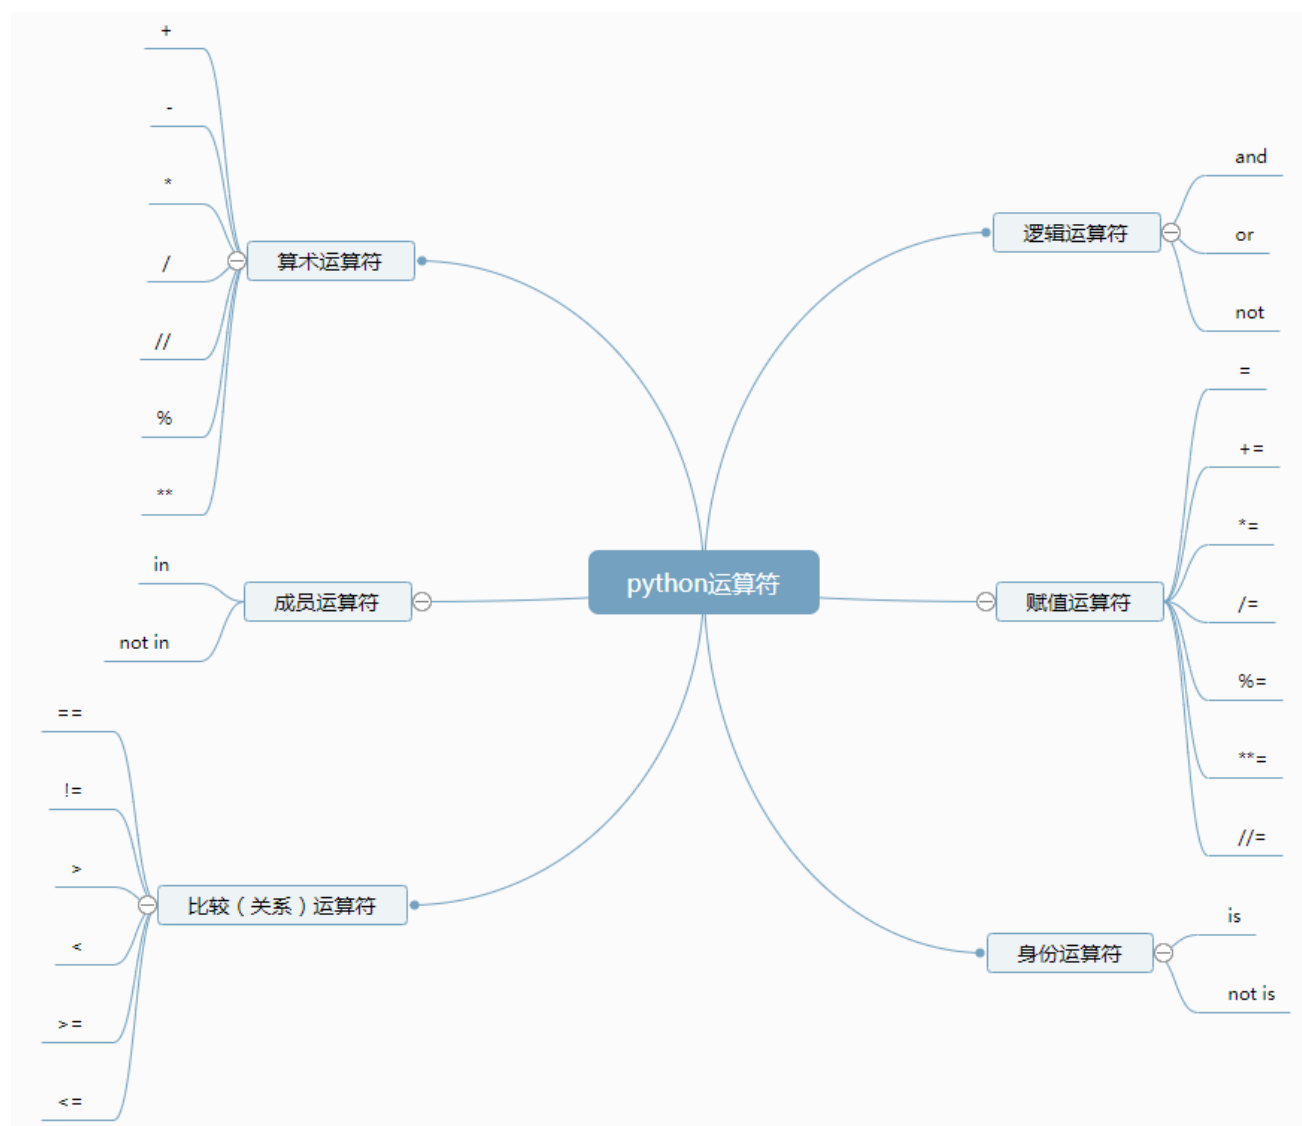 python运算符
算术运算符
+
-
*
/
//
%
**
成员运算符
in
not in
比较（关系）运算符
==
!=
>
<
>=
<=
逻辑运算符
and
or
not
赋值运算符
=
+=
*=
/=
%=
**=
//=
身份运算符
is
not is